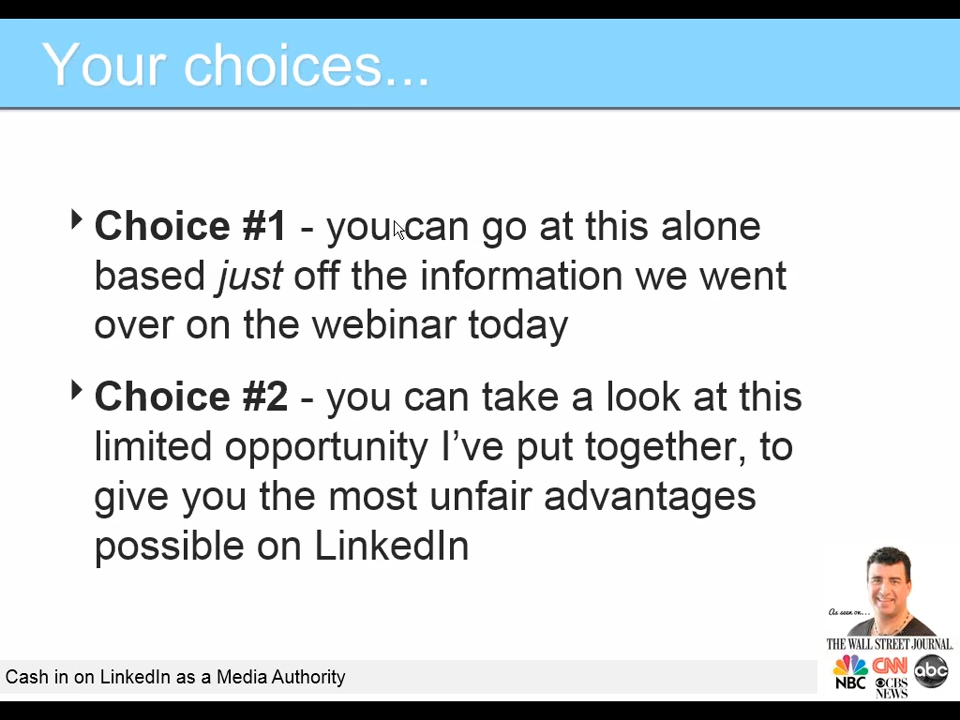 Your choices...
Choice #1 - you can go at this alone
based just off the information we went
over on the webinar today
Choice #2 - you can take a look at this
limited opportunity I’ve put together, to
give you the most unfair advantages
possible on LinkedIn
As seen on...
THE WALL STREET JOURNAL.
NBC
CNN
CBS
NEWS
abc
Cash in on LinkedIn as a Media Authority